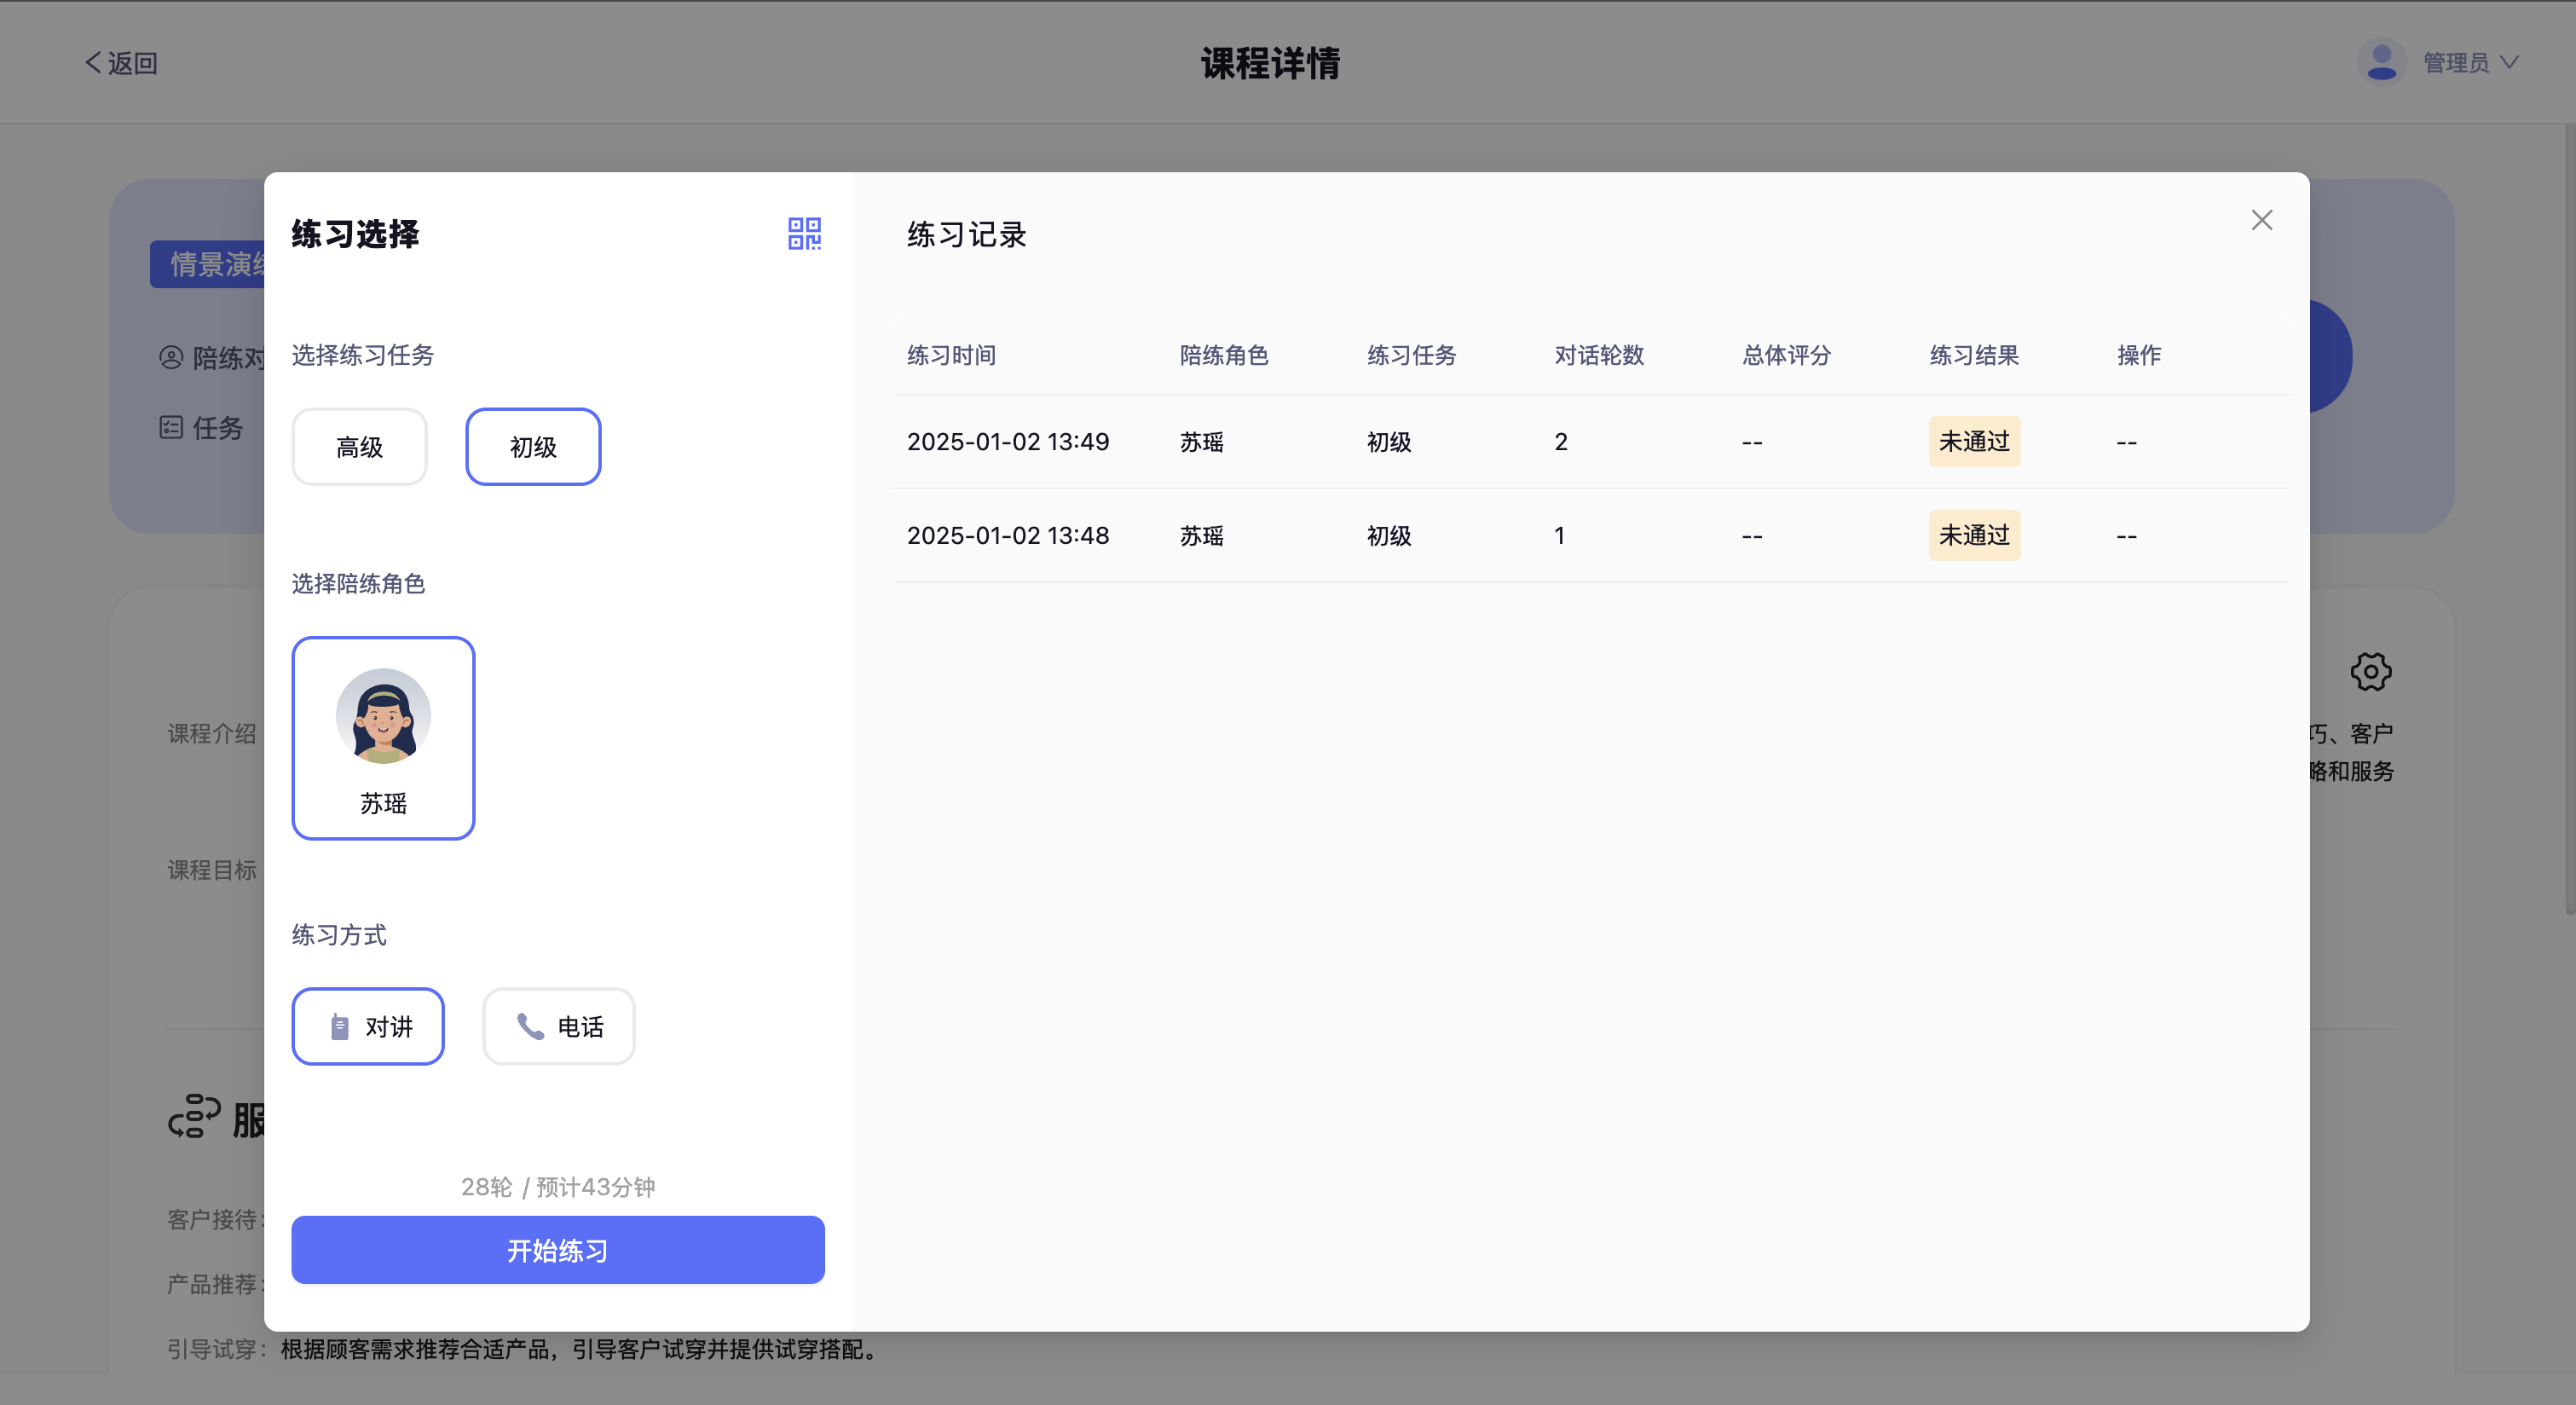 返回
课程详情
管理员
情景演练
陪练对
任务
练习选择
选择练习任务
高级
初级
选择陪练角色
苏瑶
练习方式
对讲
电话
28轮 / 预计43分钟
开始练习
练习记录
练习时间 陪练角色 练习任务 对话轮数 总体评分 练习结果 操作
2025-01-02 13:49 苏瑶 初级 2 -- 未通过 --
2025-01-02 13:48 苏瑶 初级 1 -- 未通过 --
课程介绍
巧、客户
略和服务
课程目标
服
客户接待：
产品推荐：
引导试穿： 根据顾客需求推荐合适产品，引导客户试穿并提供试穿搭配。